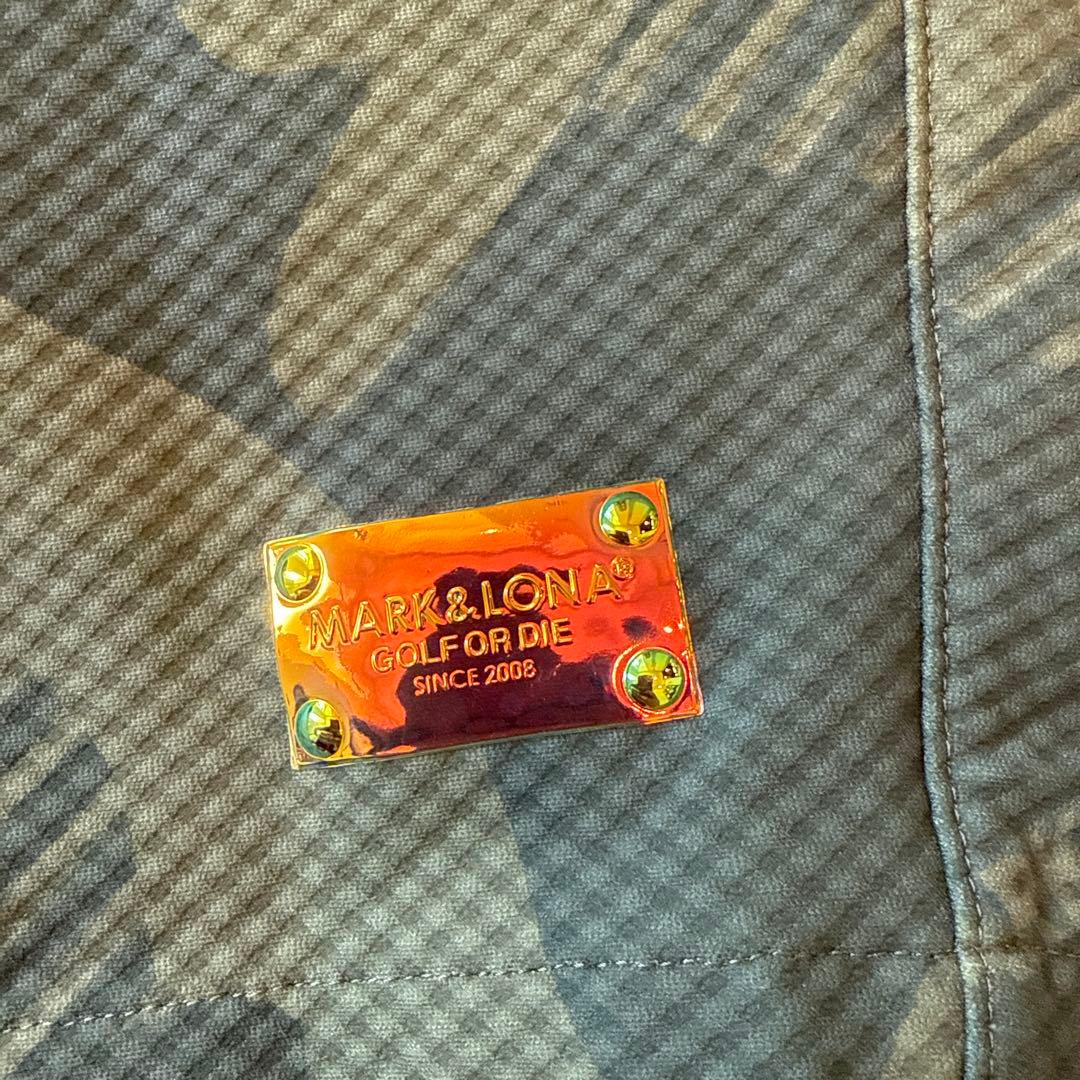 MARK & LONA®
GOLF OR DIE
SINCE 2008